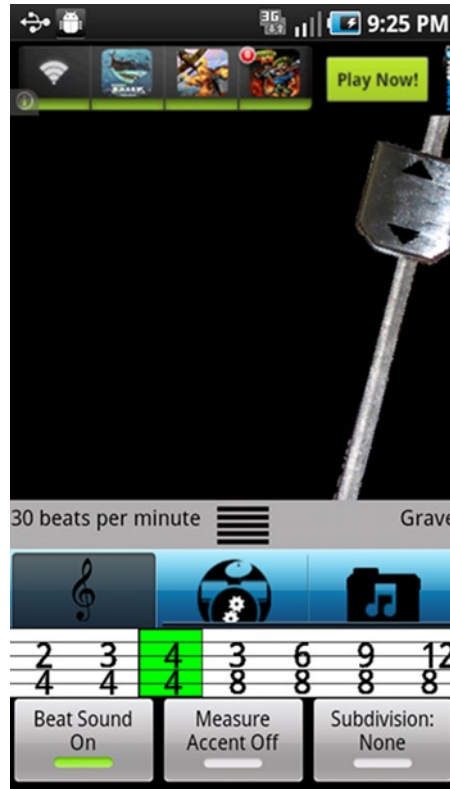 3G
9:25 PM
Play Now!
30 beats per minute
Grave
2 3 4 3 6 9 12
4 4 4 8 8 8 8
Beat Sound
On
Measure
Accent Off
Subdivision:
None